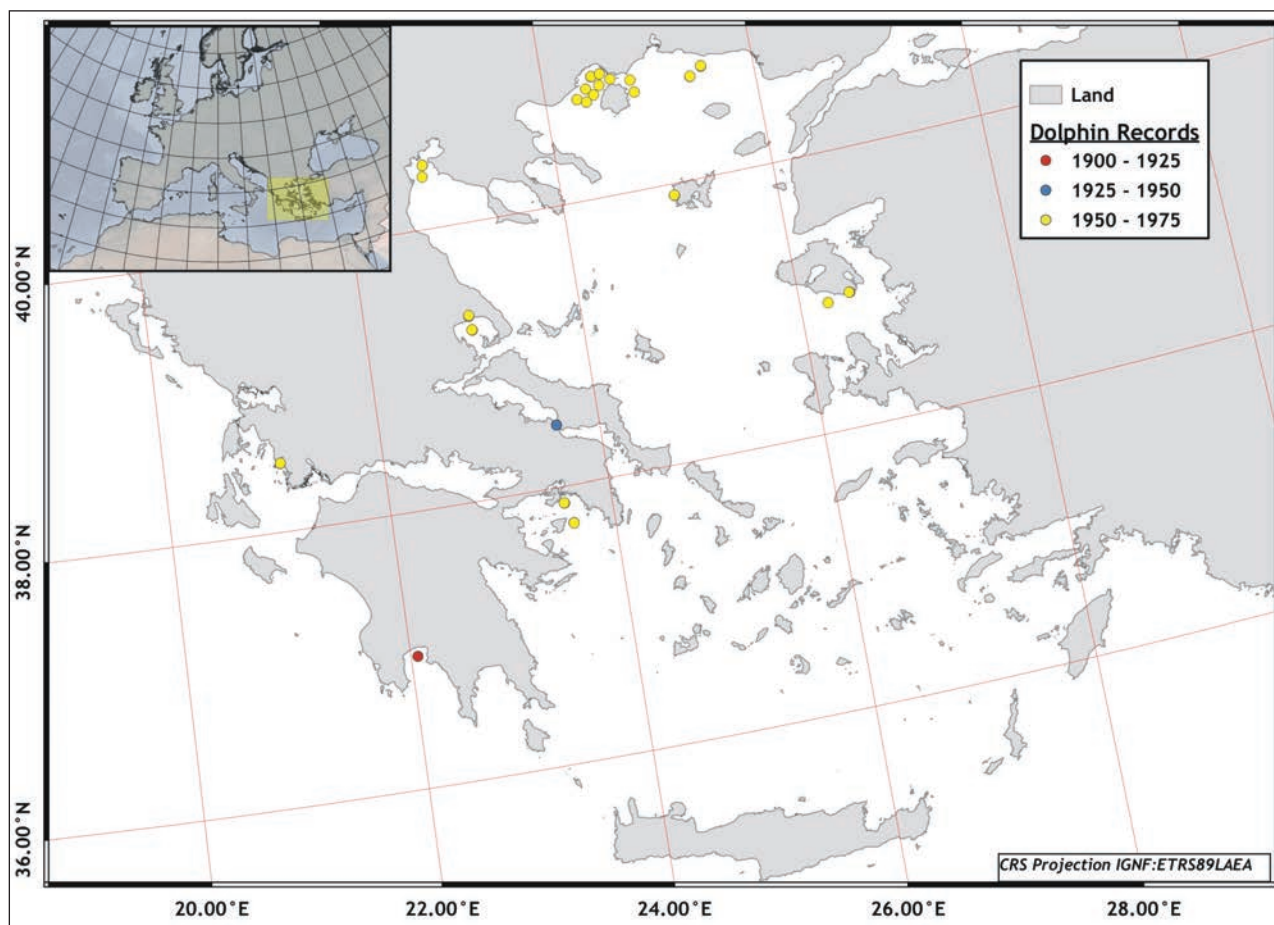 Land
Dolphin Records
1900 - 1925
1925 - 1950
1950 - 1975
40.00°N
38.00°N
36.00°N
CRS Projection IGNF:ETRS89LAEA
20.00°E
22.00°E
24.00°E
26.00°E
28.00°E